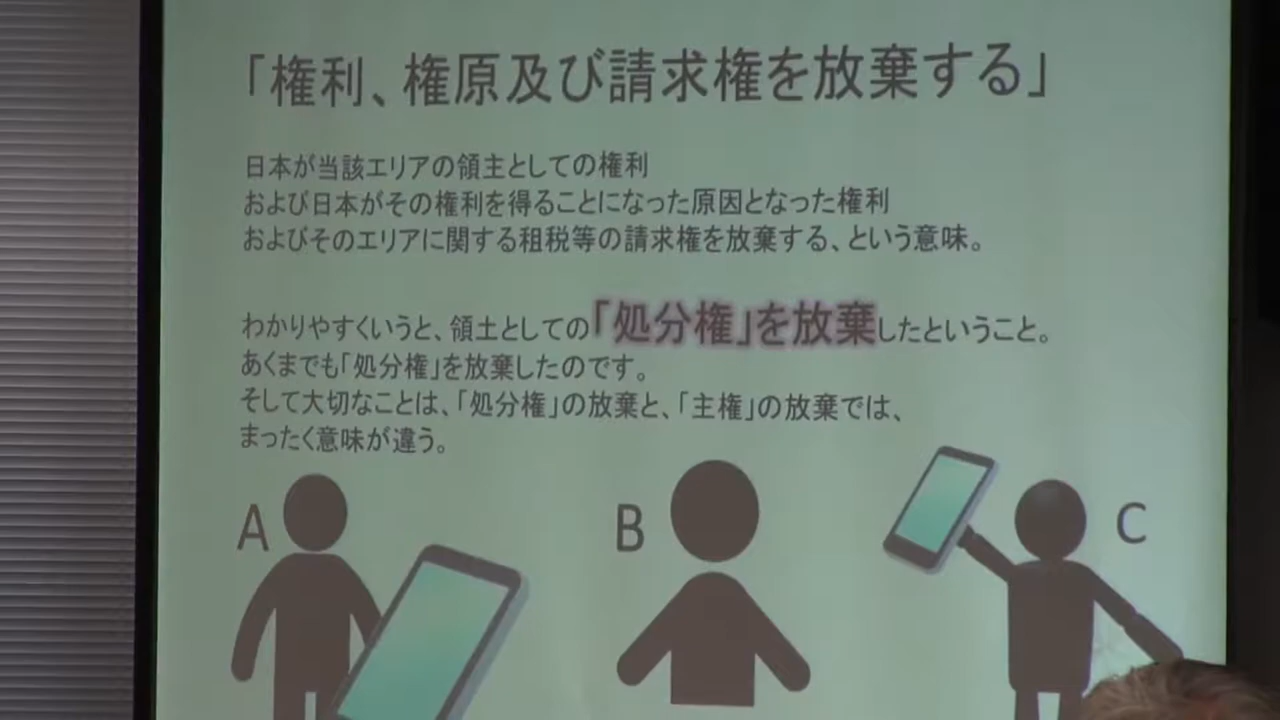 「権利、権原及び請求権を放棄する」
日本が当該エリアの領主としての権利
および日本がその権利を得ることになった原因となった権利
およびそのエリアに関する租税等の請求権を放棄する、という意味。
わかりやすくいうと、領土としての「処分権」を放棄したということ。
あくまでも「処分権」を放棄したのです。
そして大切なことは、「処分権」の放棄と、「主権」の放棄では、
まったく意味が違う。
A
B
C